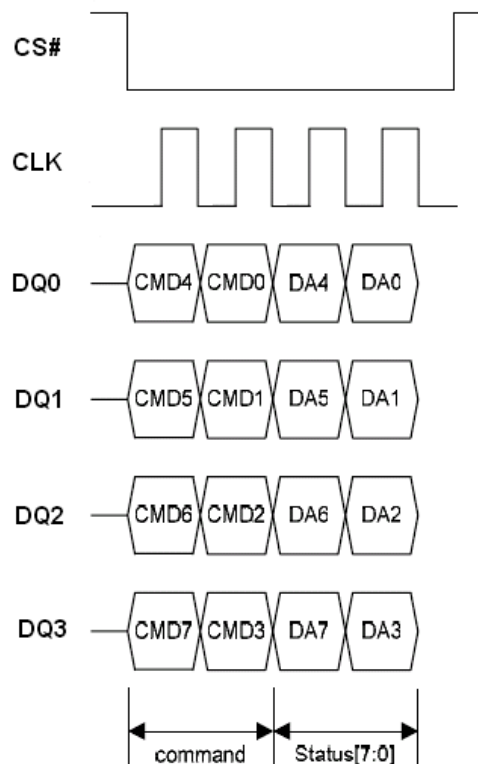 CS#
CLK
DQ0 CMD4 CMD0 DA4 DA0
DQ1 CMD5 CMD1 DA5 DA1
DQ2 CMD6 CMD2 DA6 DA2
DQ3 CMD7 CMD3 DA7 DA3
command Status[7:0]